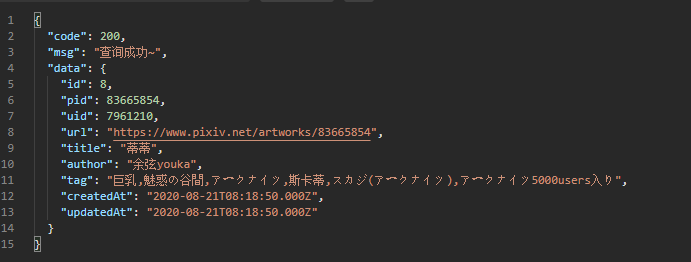 1 {
2 "code": 200,
3 "msg": "查询成功~",
4 "data": {
5 "id": 8,
6 "pid": 83665854,
7 "uid": 7961210,
8 "url": "https://www.pixiv.net/artworks/83665854",
9 "title": "蒂蒂",
10 "author": "余弦youka",
11 "tag": "巨乳,魅惑の谷間,アークナイツ,斯卡蒂,スカジ(アークナイツ),アークナイツ5000users入り",
12 "createdAt": "2020-08-21T08:18:50.000Z",
13 "updatedAt": "2020-08-21T08:18:50.000Z"
14 }
15 }